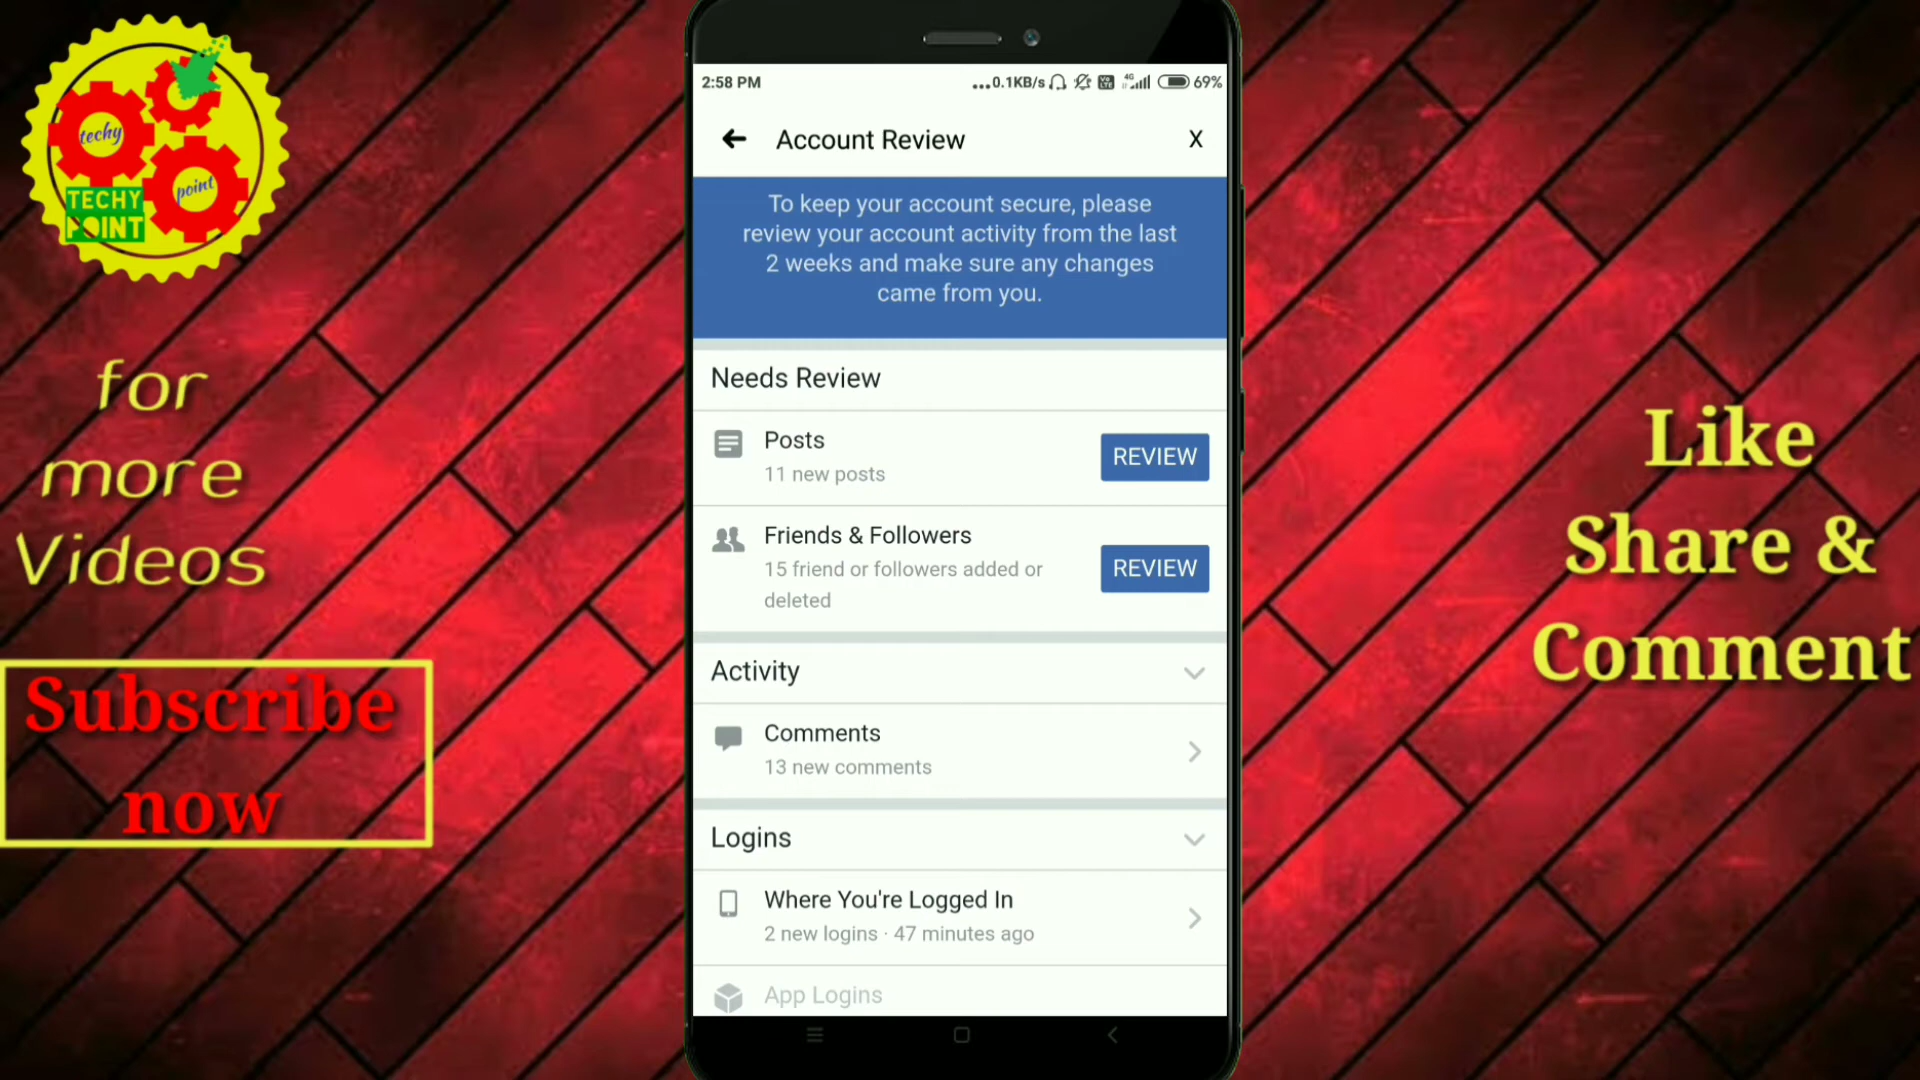 techy
point
TECHY
POINT
for
more
Videos
Subscribe
now
2:58 PM
...0.1KB/s
4G
69%
Account Review
X
To keep your account secure, please
review your account activity from the last
2 weeks and make sure any changes
came from you.
Needs Review
Posts
11 new posts
REVIEW
Friends & Followers
15 friend or followers added or
deleted
REVIEW
Activity
Comments
13 new comments
Logins
Where You're Logged In
2 new logins · 47 minutes ago
App Logins
Like
Share &
Comment